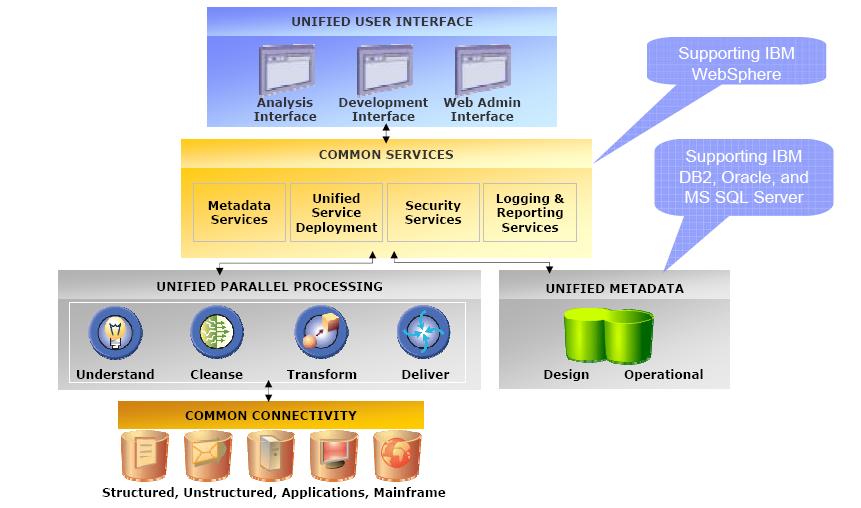 UNIFIED USER INTERFACE
Analysis
Interface
Development
Interface
Web Admin
Interface
Supporting IBM
WebSphere
COMMON SERVICES
Metadata
Services
Unified
Service
Deployment
Security
Services
Logging &
Reporting
Services
Supporting IBM
DB2, Oracle, and
MS SQL Server
UNIFIED PARALLEL PROCESSING
Understand
Cleanse
Transform
Deliver
UNIFIED METADATA
Design
Operational
COMMON CONNECTIVITY
Structured, Unstructured, Applications, Mainframe